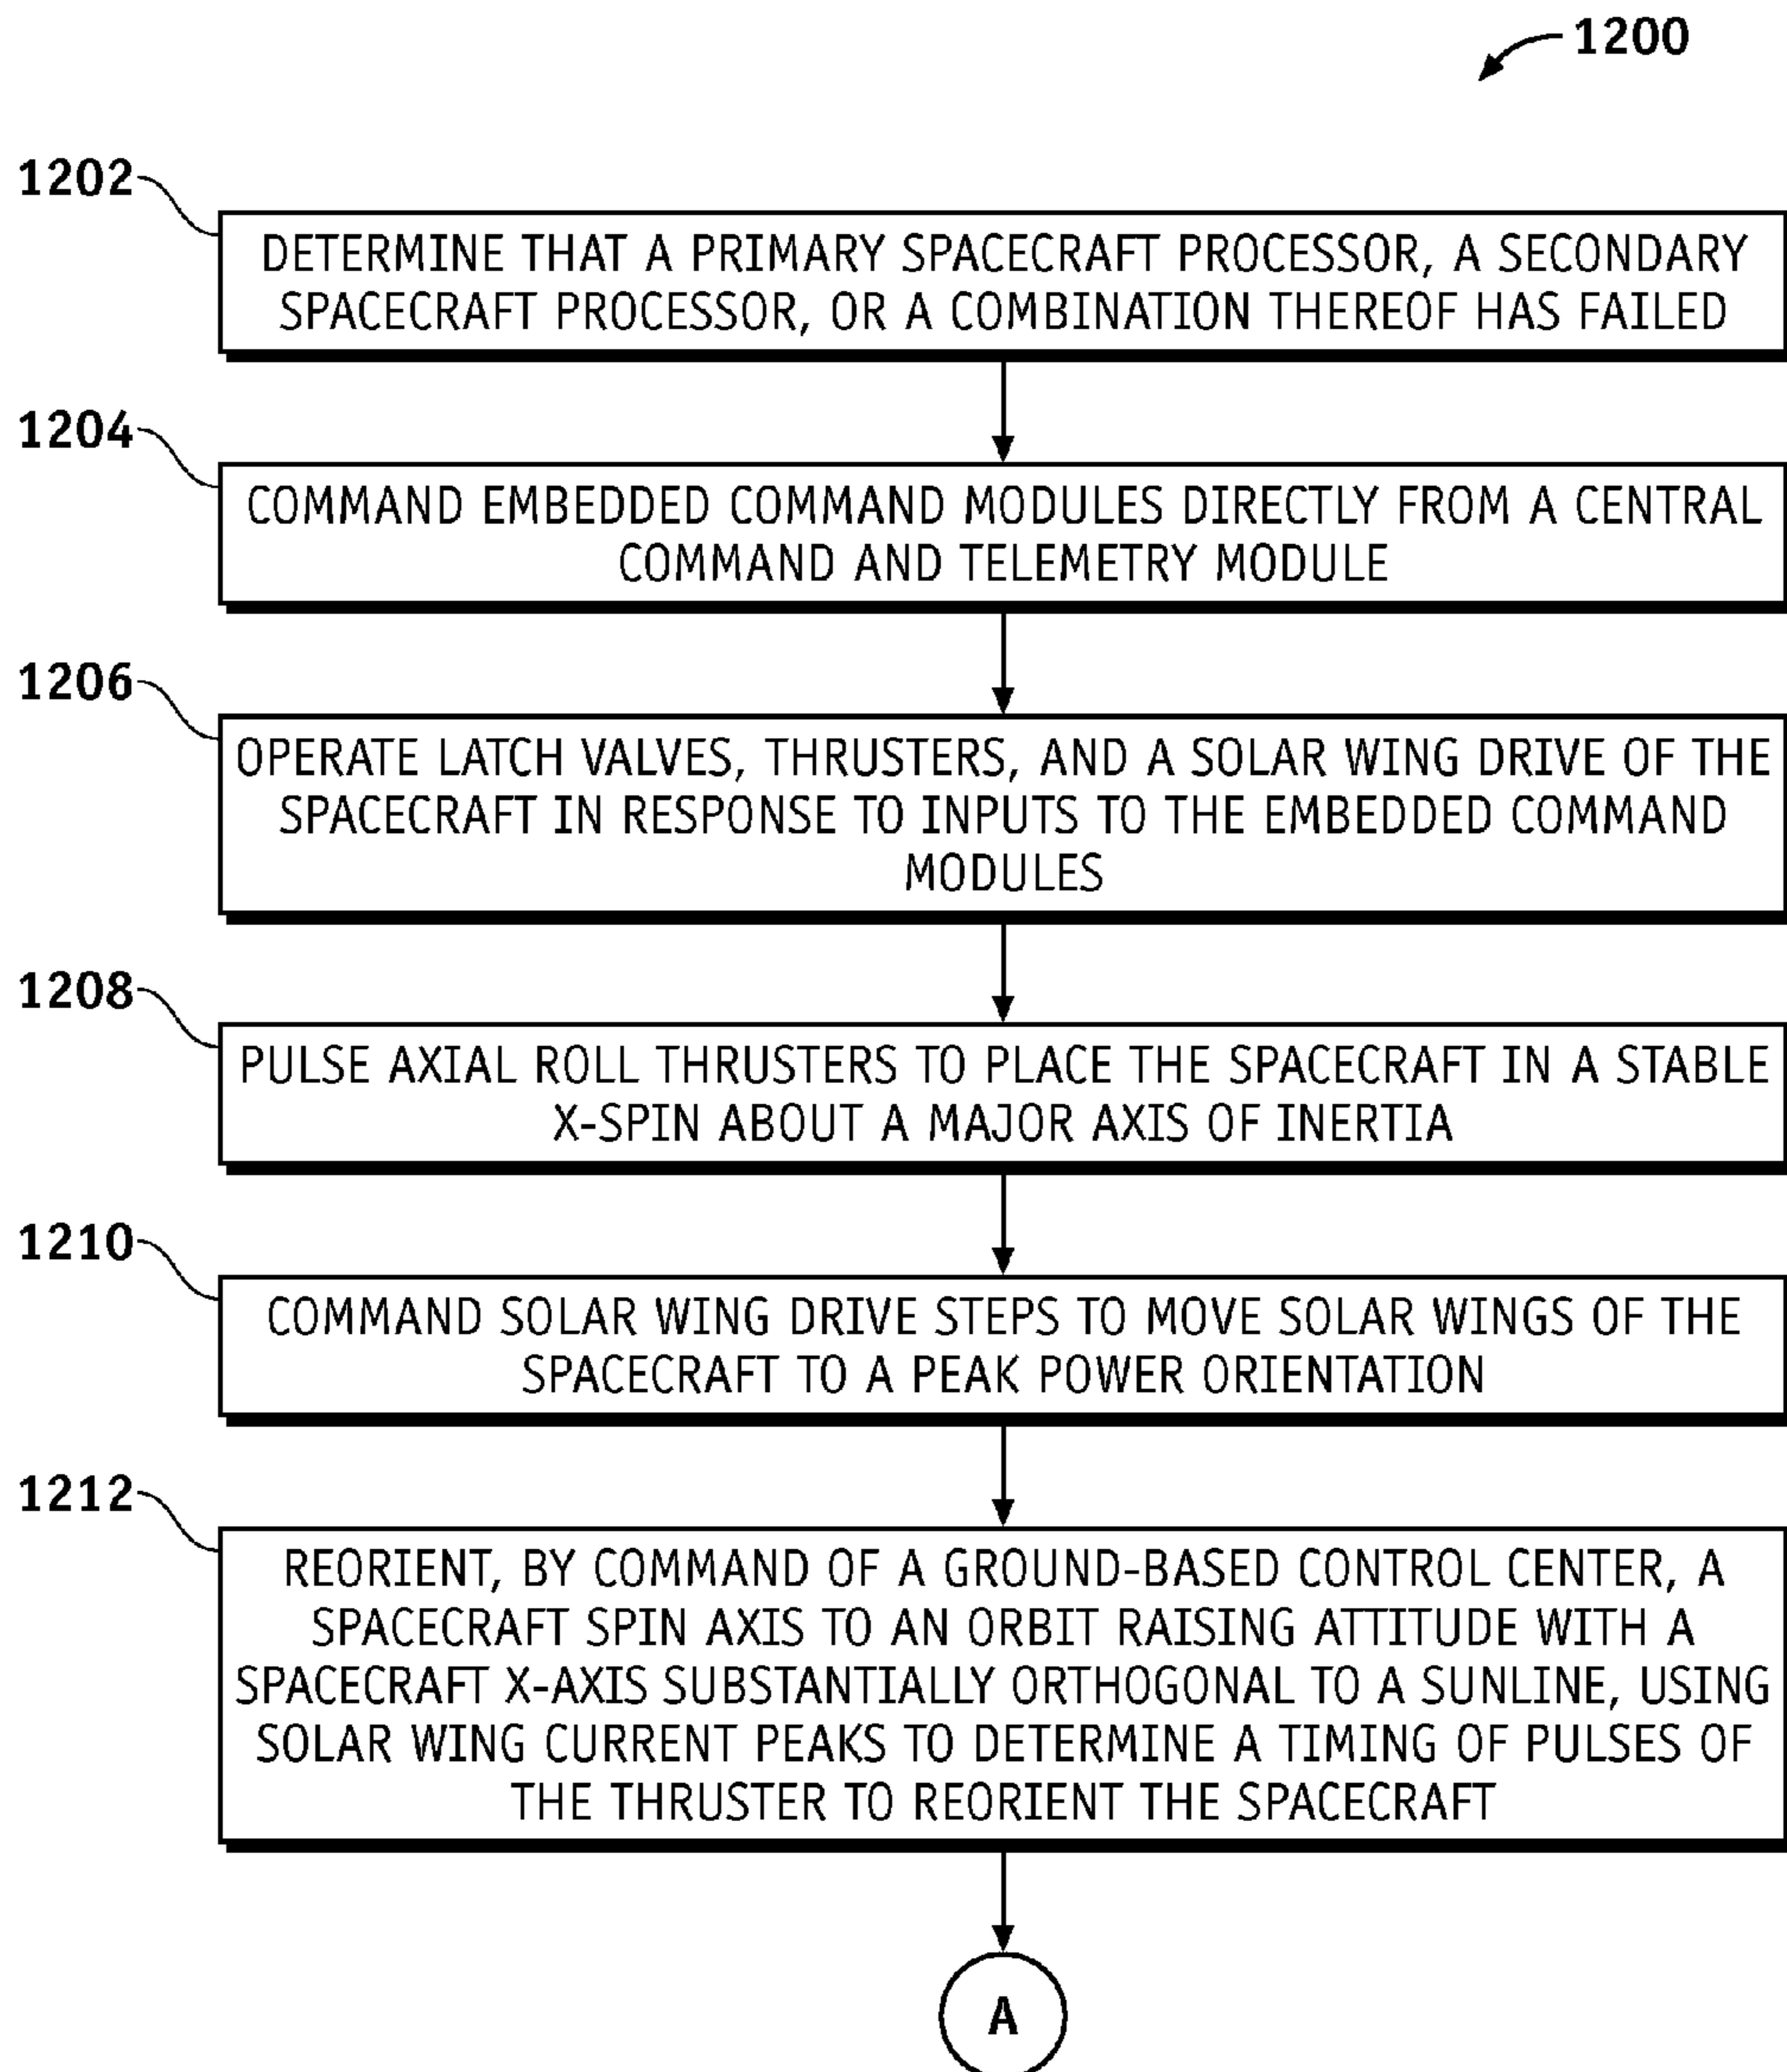 1200
1202
DETERMINE THAT A PRIMARY SPACECRAFT PROCESSOR, A SECONDARY
SPACECRAFT PROCESSOR, OR A COMBINATION THEREOF HAS FAILED
1204
COMMAND EMBEDDED COMMAND MODULES DIRECTLY FROM A CENTRAL
COMMAND AND TELEMETRY MODULE
1206
OPERATE LATCH VALVES, THRUSTERS, AND A SOLAR WING DRIVE OF THE
SPACECRAFT IN RESPONSE TO INPUTS TO THE EMBEDDED COMMAND
MODULES
1208
PULSE AXIAL ROLL THRUSTERS TO PLACE THE SPACECRAFT IN A STABLE
X-SPIN ABOUT A MAJOR AXIS OF INERTIA
1210
COMMAND SOLAR WING DRIVE STEPS TO MOVE SOLAR WINGS OF THE
SPACECRAFT TO A PEAK POWER ORIENTATION
1212
REORIENT, BY COMMAND OF A GROUND-BASED CONTROL CENTER, A
SPACECRAFT SPIN AXIS TO AN ORBIT RAISING ATTITUDE WITH A
SPACECRAFT X-AXIS SUBSTANTIALLY ORTHOGONAL TO A SUNLINE, USING
SOLAR WING CURRENT PEAKS TO DETERMINE A TIMING OF PULSES OF
THE THRUSTER TO REORIENT THE SPACECRAFT
A